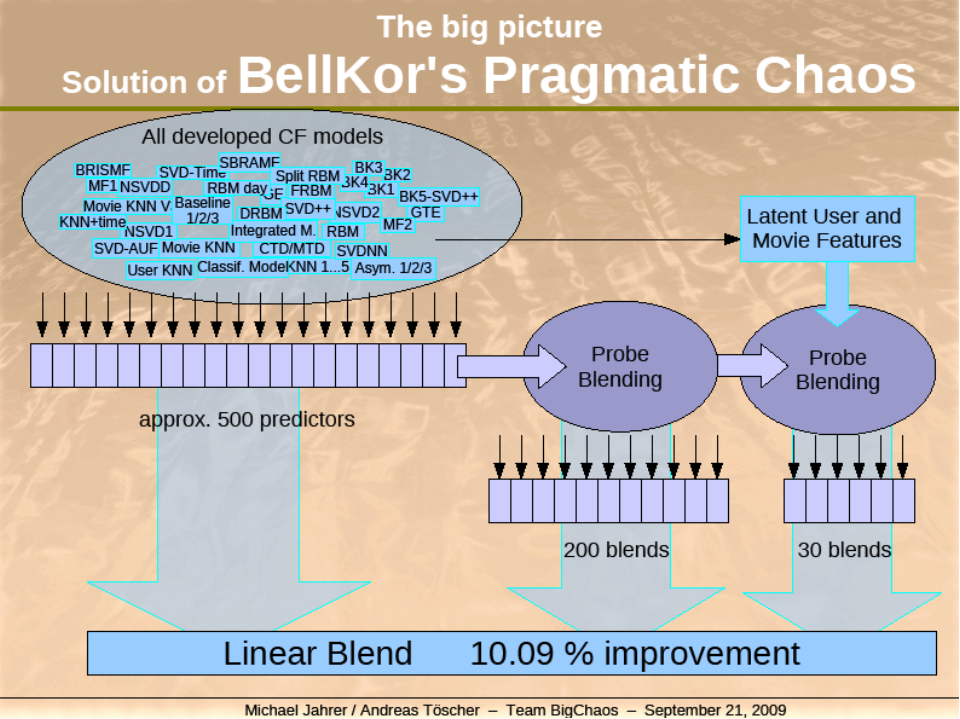 The big picture
Solution of BellKor's Pragmatic Chaos
All developed CF models
SBRAMF
BRISMF
SVD-Time
Split RBM
BK3
BK2
MF1
NSVDD
RBM day
FRBM
BK4
BK1
BK5-SVD++
Movie KNN V
Baseline
1/2/3
DRBM
SVD++
NSVD2
GTE
KNN+time
NSVD1
Integrated M.
RBM
MF2
SVD-AUF
Movie KNN
CTD/MTD
SVDNN
User KNN
Classif. Mode
KNN 1...5
Asym. 1/2/3
Latent User and
Movie Features
Probe
Blending
Probe
Blending
approx. 500 predictors
200 blends
30 blends
Linear Blend 10.09 % improvement
Michael Jahrer / Andreas Töscher – Team BigChaos – September 21, 2009